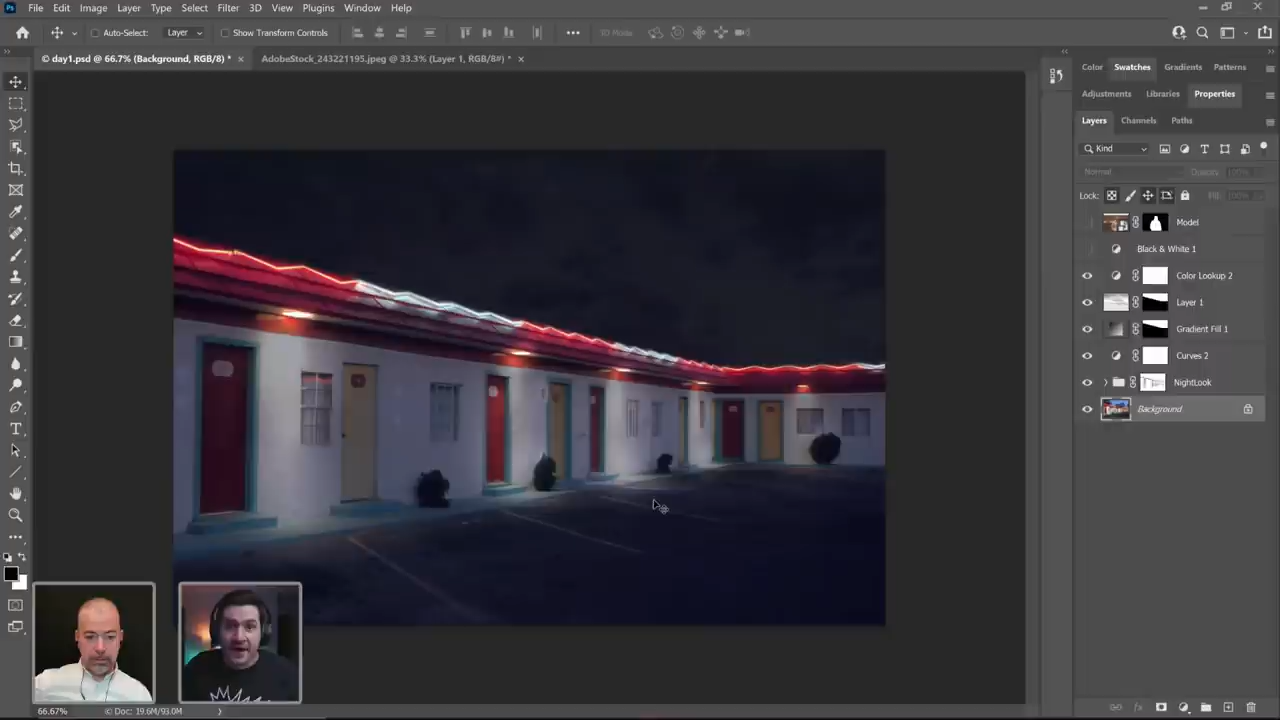 Ps File Edit Image Layer Type Select Filter 3D View Plugins Window Help
Auto-Select: Layer Show Transform Controls 3D Mode
© day1.psd @ 66.7% (Background, RGB/8) * × AdobeStock_243221195.jpeg @ 33.3% (Layer 1, RGB/8#) * ×
Color Swatches Gradients Patterns
Adjustments Libraries Properties
Layers Channels Paths
Kind
Normal Opacity: 100%
Lock: Fill: 100%
Model
Black & White 1
Color Lookup 2
Layer 1
Gradient Fill 1
Curves 2
NightLook
Background
66.67% © Doc: 19.6M/93.0M